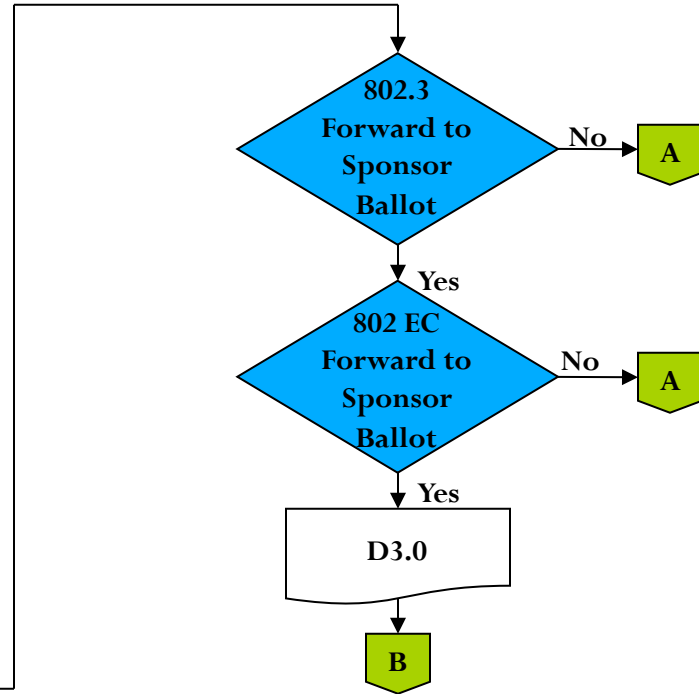 802.3
Forward to
Sponsor
Ballot
No
A
Yes
802 EC
Forward to
Sponsor
Ballot
No
A
Yes
D3.0
B